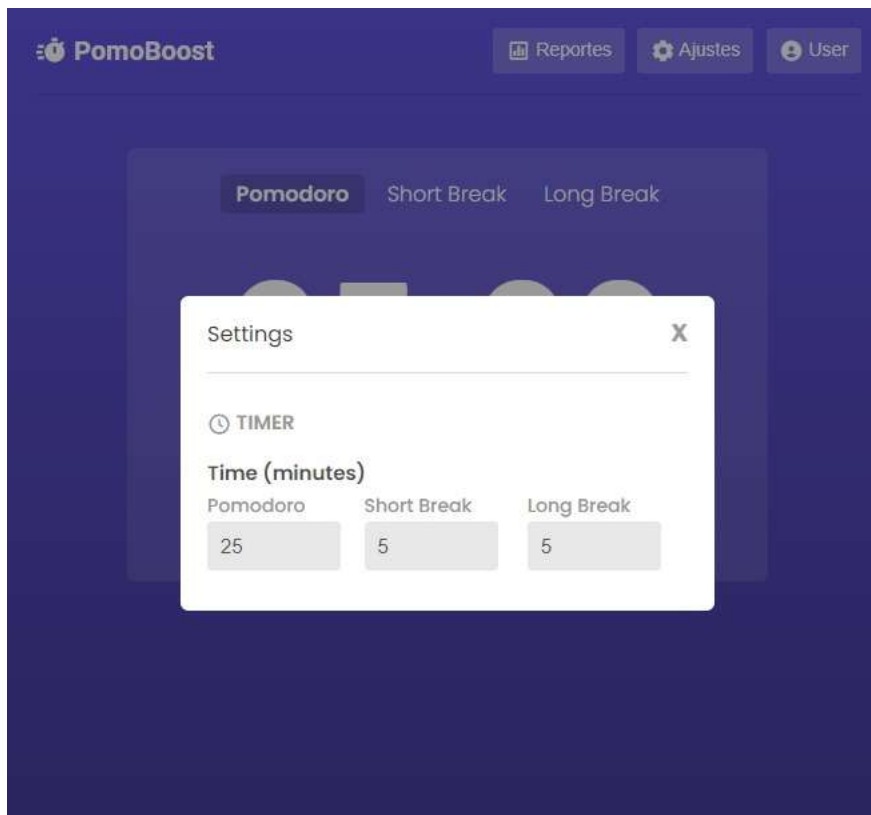 PomoBoost Reportes Ajustes User
Pomodoro Short Break Long Break
Settings X
TIMER
Time (minutes)
Pomodoro Short Break Long Break
25 5 5